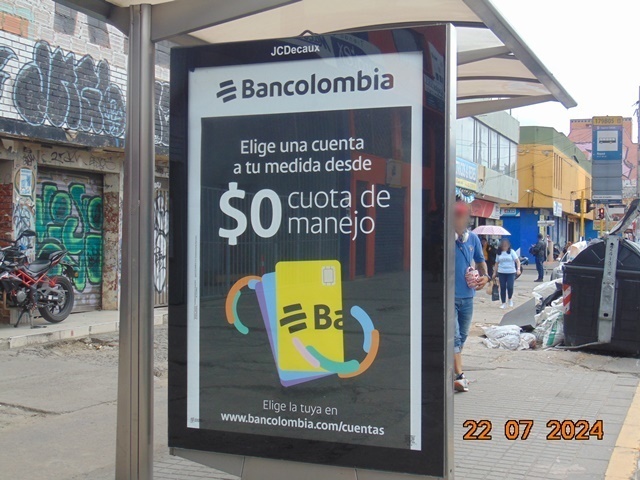 JCDecaux
Bancolombia
Elige una cuenta
a tu medida desde
$0 cuota de
manejo
Ba
Elige la tuya en
www.bancolombia.com/cuentas
22 07 2024